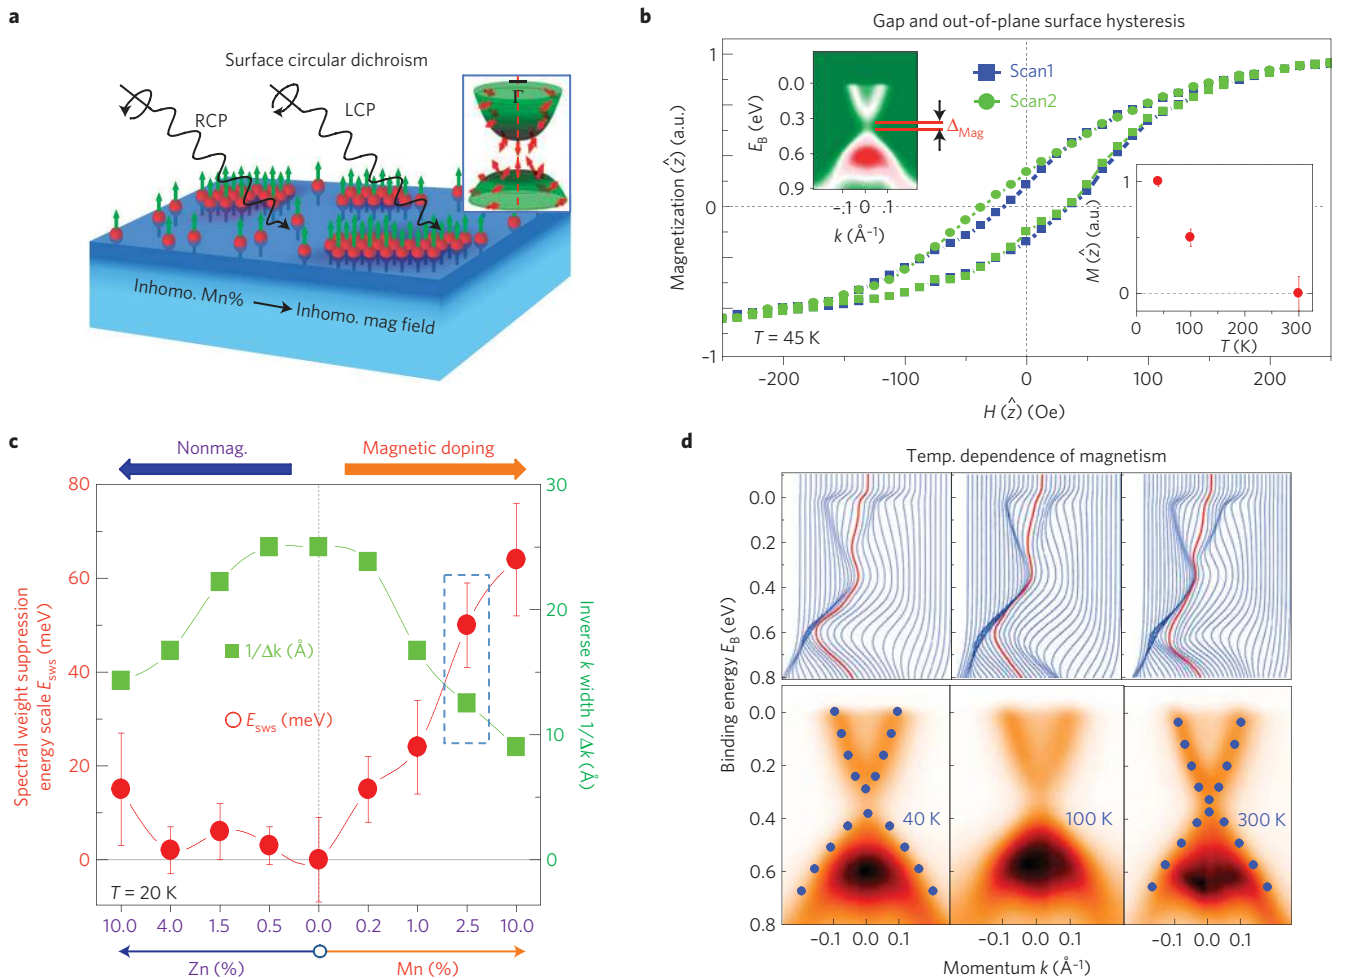 a
Surface circular dichroism
RCP
LCP
Γ
Inhomo. Mn%
Inhomo. mag field
b
Gap and out-of-plane surface hysteresis
Magnetization (ẑ) (a.u.)
1
0
-1
Scan1
Scan2
E_B (eV)
0.0
0.3
0.6
0.9
-.1 0 .1
k (Å⁻¹)
Δ_Mag
M (ẑ) (a.u.)
1
0
0 100 200 300
T (K)
T = 45 K
-200 -100 0 100 200
H (ẑ) (Oe)
c
Nonmag.
Magnetic doping
Spectral weight suppression
energy scale E_sws (meV)
80
60
40
20
0
30
20
10
0
Inverse k width 1/Δk (Å)
1/Δk (Å)
E_sws (meV)
T = 20 K
10.0 4.0 1.5 0.5 0.0 0.2 1.0 2.5 10.0
Zn (%)
Mn (%)
d
Temp. dependence of magnetism
Binding energy E_B (eV)
0.0
0.2
0.4
0.6
0.8
0.0
0.2
0.4
0.6
0.8
40 K
100 K
300 K
-0.1 0.0 0.1
-0.1 0.0 0.1
-0.1 0.0 0.1
Momentum k (Å⁻¹)